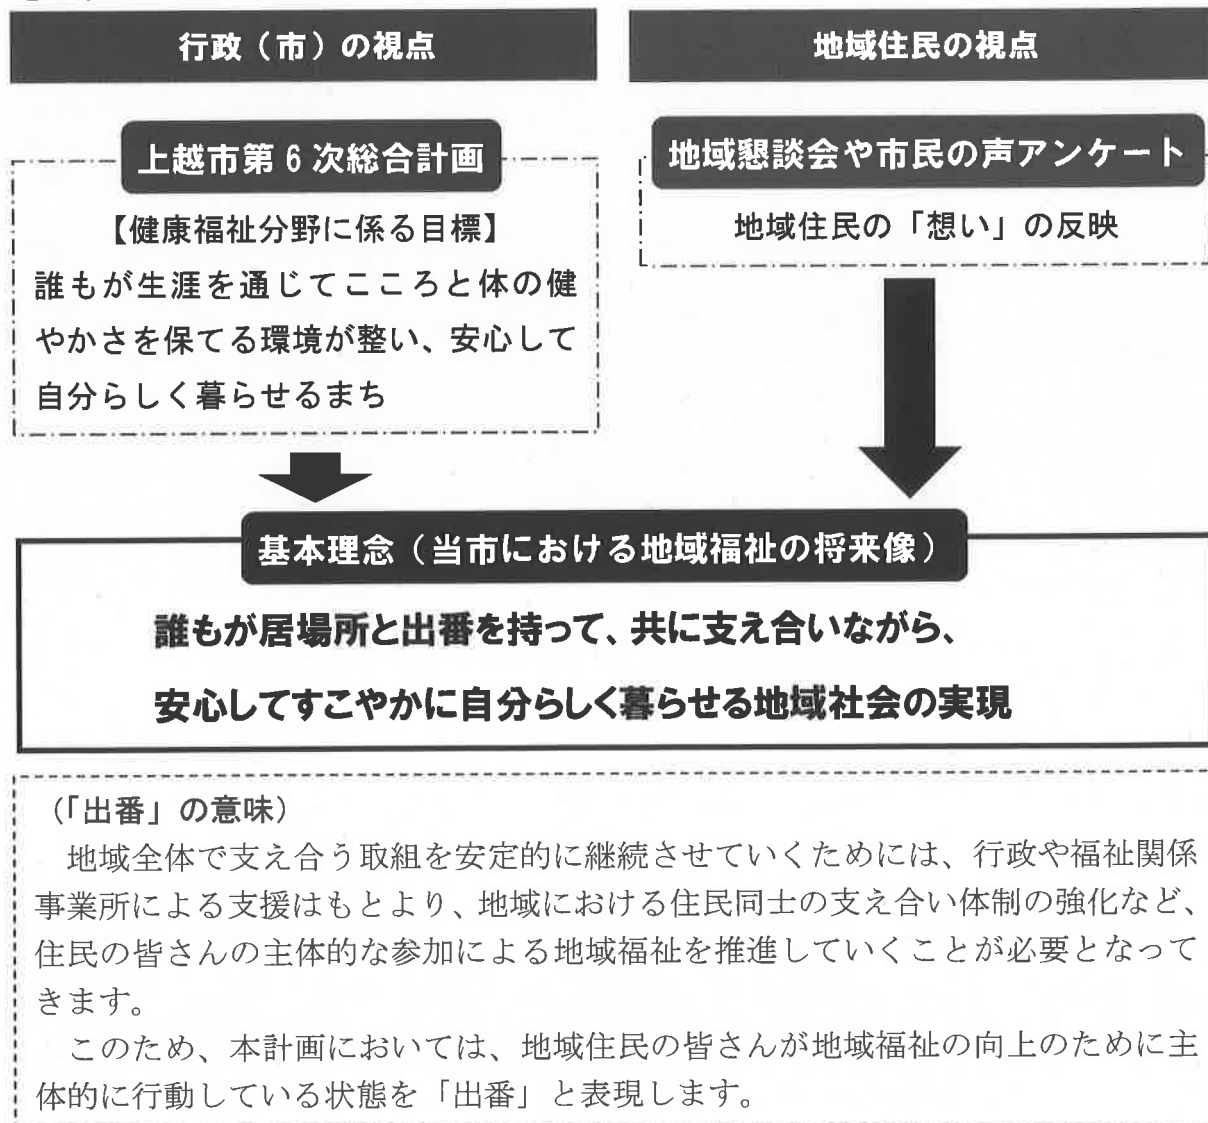 行政（市）の視点
地域住民の視点
上越市第６次総合計画
【健康福祉分野に係る目標】
誰もが生涯を通じてこころと体の健
やかさを保てる環境が整い、安心して
自分らしく暮らせるまち
地域懇談会や市民の声アンケート
地域住民の「想い」の反映
基本理念（当市における地域福祉の将来像）
誰もが居場所と出番を持って、共に支え合いながら、
安心してすこやかに自分らしく暮らせる地域社会の実現
（「出番」の意味）
地域全体で支え合う取組を安定的に継続させていくためには、行政や福祉関係
事業所による支援はもとより、地域における住民同士の支え合い体制の強化など、
住民の皆さんの主体的な参加による地域福祉を推進していくことが必要となって
きます。
このため、本計画においては、地域住民の皆さんが地域福祉の向上のために主
体的に行動している状態を「出番」と表現します。